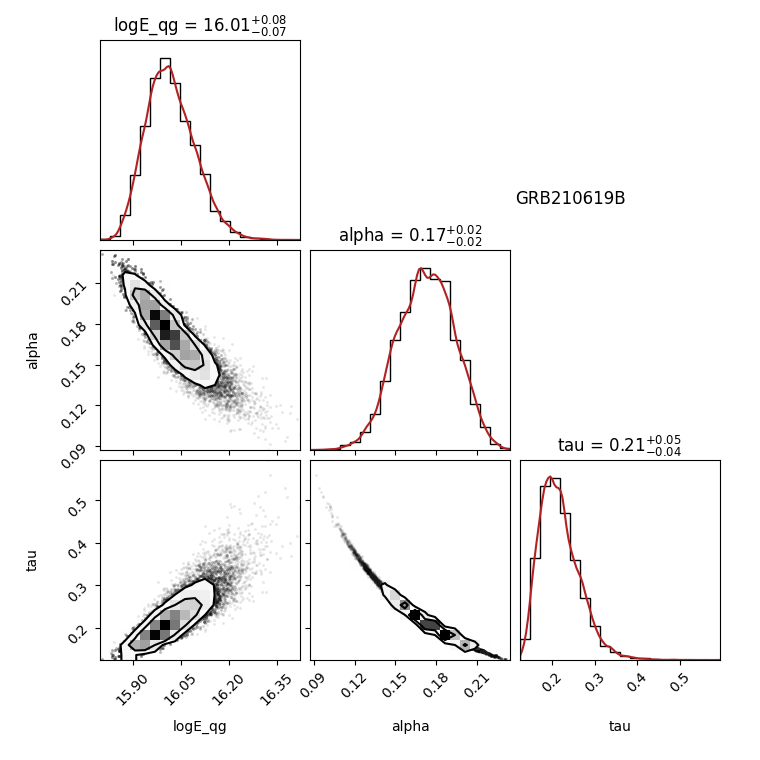 logE_qg = 16.01+0.08 −0.07
GRB210619B
alpha = 0.17+0.02 −0.02
0.21
0.18
0.15
0.12
0.09
alpha
tau = 0.21+0.05 −0.04
0.5
0.4
0.3
0.2
tau
15.90 16.05 16.20 16.35
0.09 0.12 0.15 0.18 0.21
0.2 0.3 0.4 0.5
logE_qg alpha tau